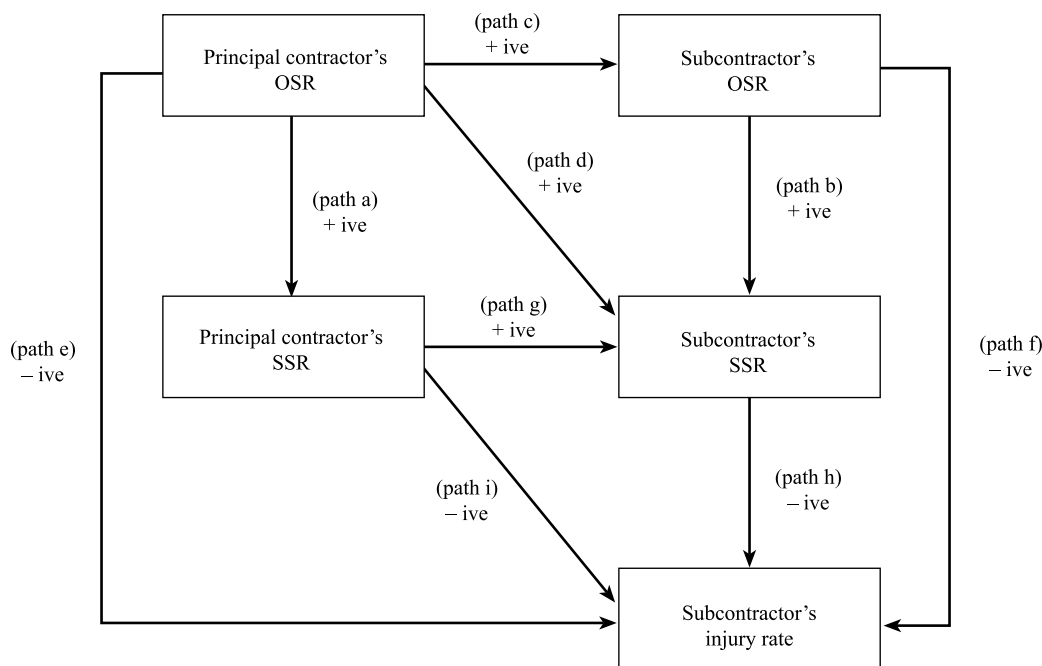 (path c)
+ ive
Principal contractor’s
OSR
Subcontractor’s
OSR
(path d)
+ ive
(path a)
+ ive
(path b)
+ ive
(path g)
+ ive
Principal contractor’s
SSR
Subcontractor’s
SSR
(path e)
– ive
(path f)
– ive
(path i)
– ive
(path h)
– ive
Subcontractor’s
injury rate